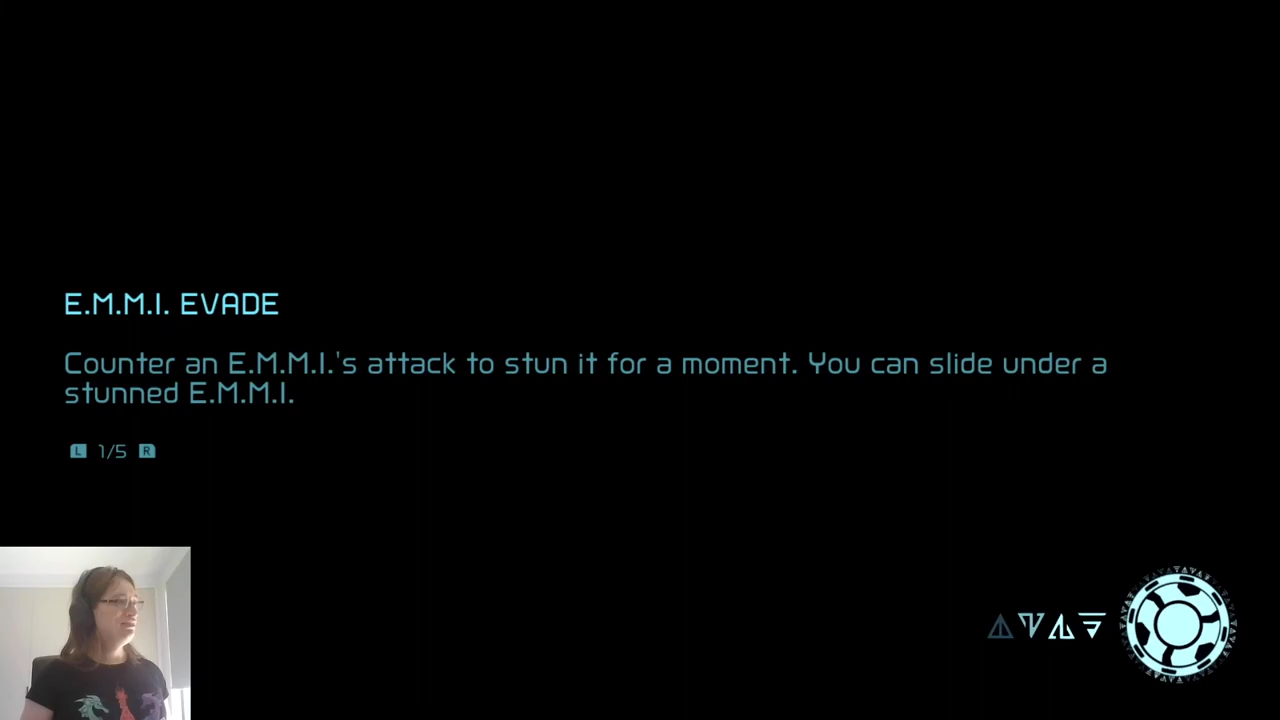 E.M.M.I. EVADE
Counter an E.M.M.I.'s attack to stun it for a moment. You can slide under a
stunned E.M.M.I.
L 1/5 R